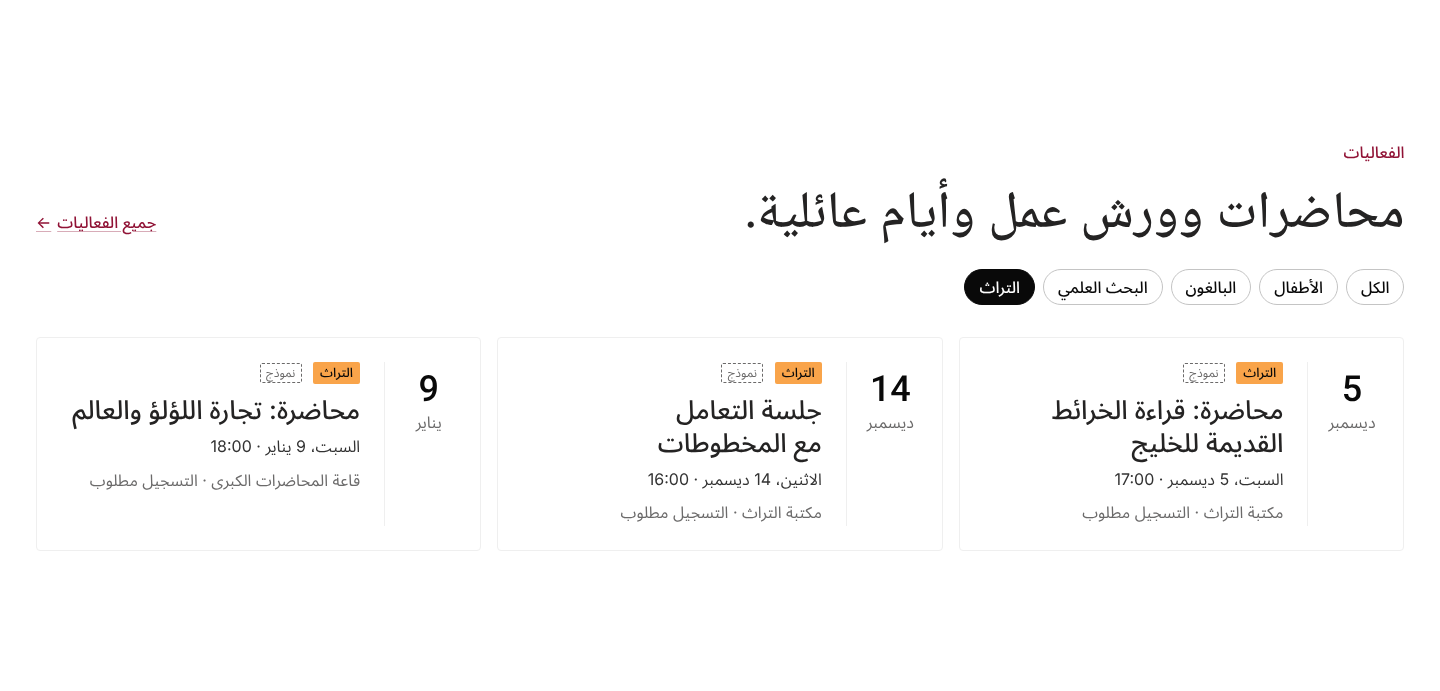 الفعاليات
محاضرات وورش عمل وأيام عائلية.
جميع الفعاليات ←
الكل
الأطفال
البالغون
البحث العلمي
التراث
5
ديسمبر
التراث
نموذج
محاضرة: قراءة الخرائط
القديمة للخليج
السبت، 5 ديسمبر · 17:00
مكتبة التراث · التسجيل مطلوب
14
ديسمبر
التراث
نموذج
جلسة التعامل
مع المخطوطات
الاثنين، 14 ديسمبر · 16:00
مكتبة التراث · التسجيل مطلوب
9
يناير
التراث
نموذج
محاضرة: تجارة اللؤلؤ والعالم
السبت، 9 يناير · 18:00
قاعة المحاضرات الكبرى · التسجيل مطلوب